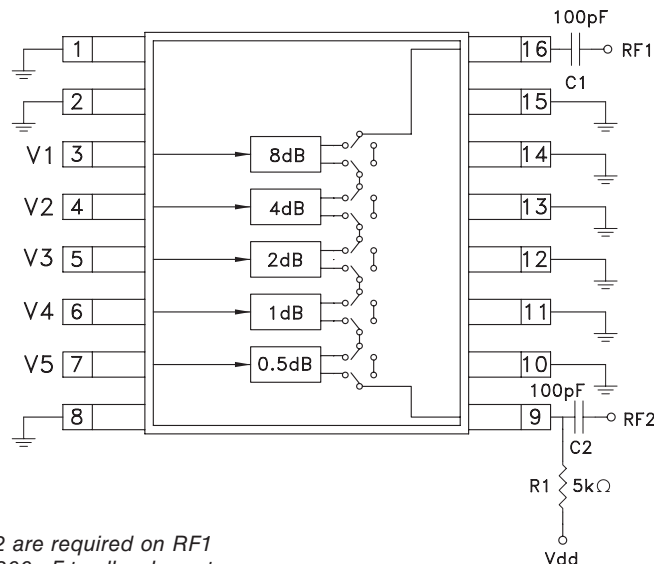 100pF
1
16
RF1
C1
2
15
V1 3
8dB
14
V2 4
4dB
13
V3 5
2dB
12
V4 6
1dB
11
V5 7
0.5dB
10
100pF
8
9
RF2
C2
R1 5kΩ
Vdd
2 are required on RF1